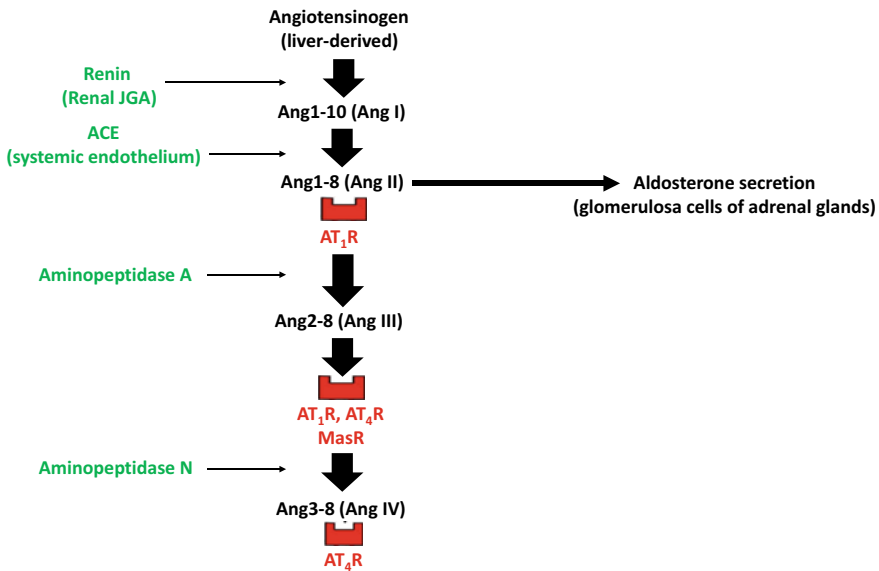 Angiotensinogen
(liver-derived)
Renin
(Renal JGA)
Ang1-10 (Ang I)
ACE
(systemic endothelium)
Ang1-8 (Ang II)
Aldosterone secretion
(glomerulosa cells of adrenal glands)
AT₁R
Aminopeptidase A
Ang2-8 (Ang III)
AT₁R, AT₄R
MasR
Aminopeptidase N
Ang3-8 (Ang IV)
AT₄R